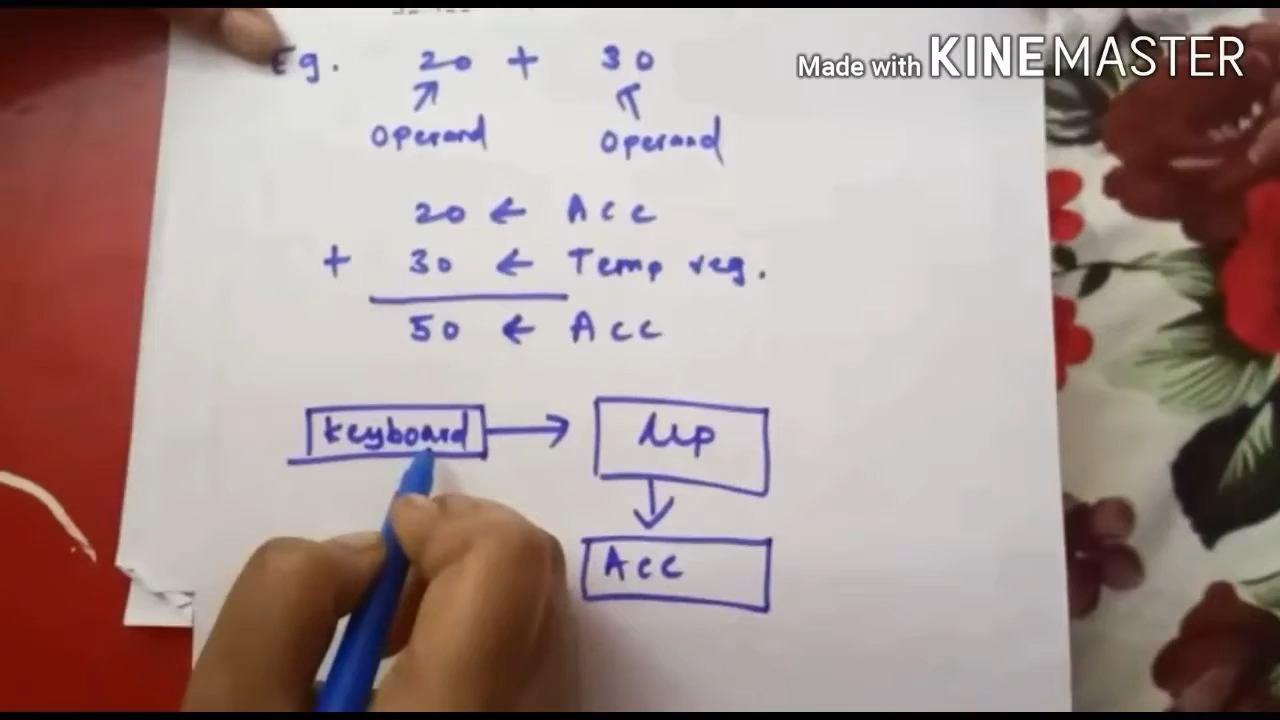 Made with KINEMASTER
Eg. 20 + 30
Operand Operand
20 ← Acc
+ 30 ← Temp reg.
50 ← Acc
keyboard → μp
Acc